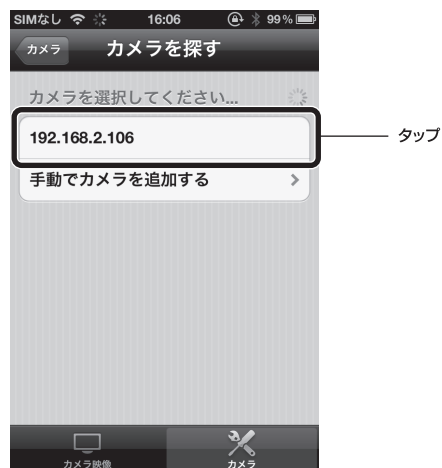 SIMなし 16:06 99%
カメラ カメラを探す
カメラを選択してください...
192.168.2.106
タップ
手動でカメラを追加する
カメラ映像 カメラ